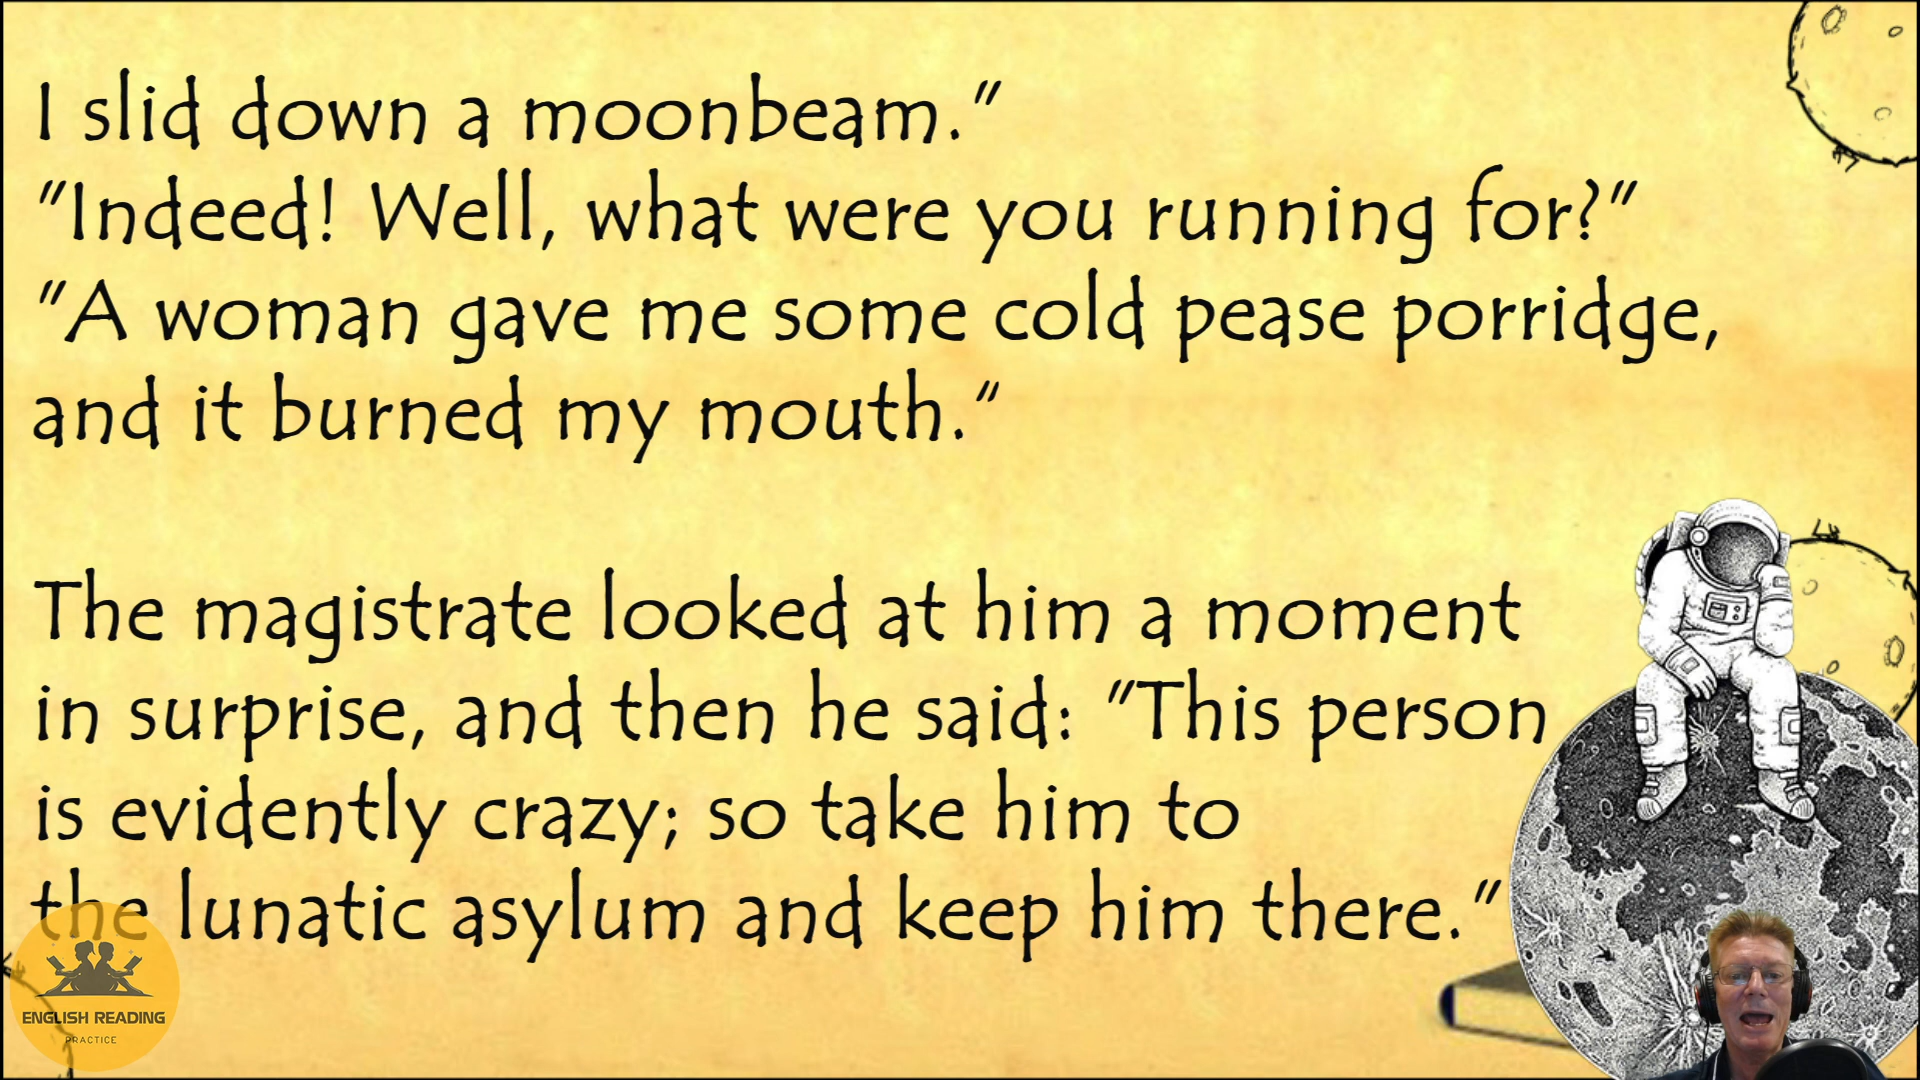 I slid down a moonbeam."
"Indeed! Well, what were you running for?"
"A woman gave me some cold pease porridge,
and it burned my mouth."
The magistrate looked at him a moment
in surprise, and then he said: "This person
is evidently crazy; so take him to
the lunatic asylum and keep him there."
ENGLISH READING
PRACTICE